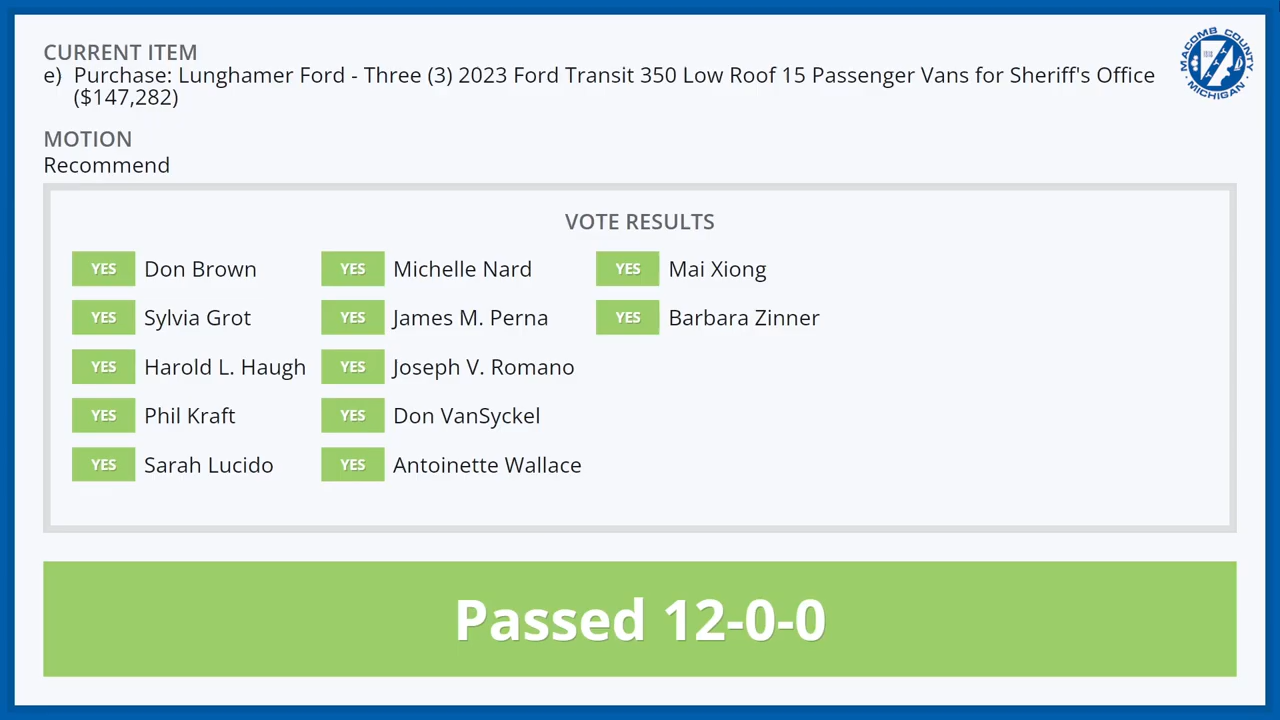 CURRENT ITEM
e) Purchase: Lunghamer Ford - Three (3) 2023 Ford Transit 350 Low Roof 15 Passenger Vans for Sheriff's Office
($147,282)
MACOMB COUNTY
MICHIGAN
MOTION
Recommend
VOTE RESULTS
YES Don Brown
YES Sylvia Grot
YES Harold L. Haugh
YES Phil Kraft
YES Sarah Lucido
YES Michelle Nard
YES James M. Perna
YES Joseph V. Romano
YES Don VanSyckel
YES Antoinette Wallace
YES Mai Xiong
YES Barbara Zinner
Passed 12-0-0